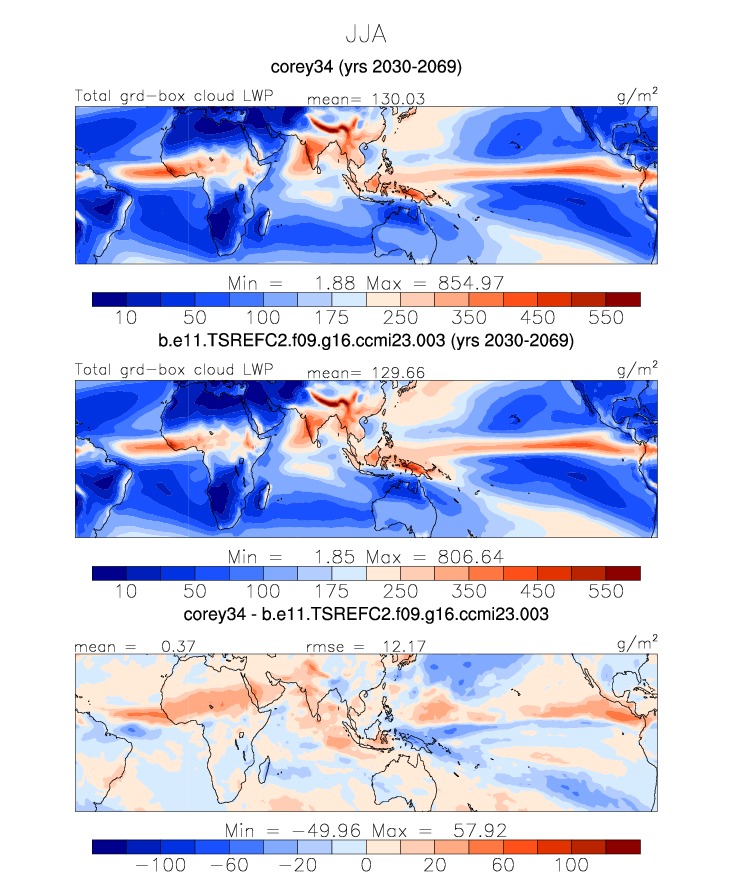 JJA
corey34 (yrs 2030-2069)
Total grd-box cloud LWP mean= 130.03 g/m²
Min = 1.88 Max = 854.97
10 50 100 175 250 350 450 550
b.e11.TSREFC2.f09.g16.ccmi23.003 (yrs 2030-2069)
Total grd-box cloud LWP mean= 129.66 g/m²
Min = 1.85 Max = 806.64
10 50 100 175 250 350 450 550
corey34 - b.e11.TSREFC2.f09.g16.ccmi23.003
mean = 0.37 rmse = 12.17 g/m²
Min = -49.96 Max = 57.92
-100 -60 -20 0 20 60 100